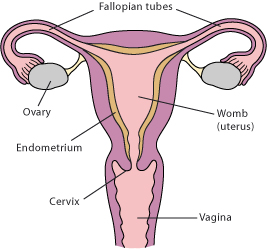 Fallopian tubes
Ovary
Womb
(uterus)
Endometrium
Cervix
Vagina